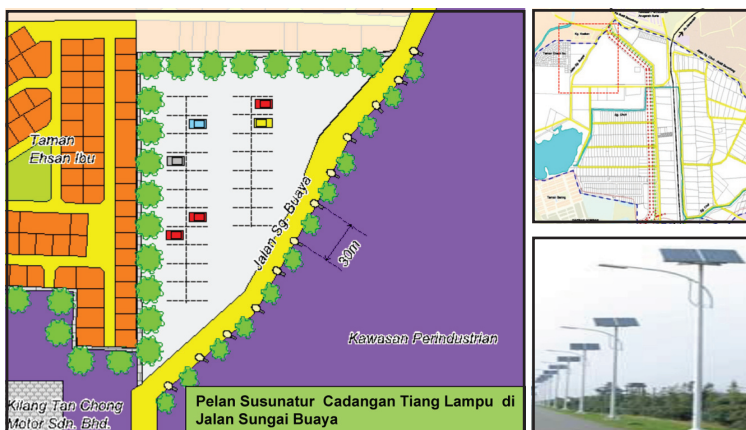 Taman
Ehsan Ibu
Jalan Sg. Buaya
30m
Kawasan Perindustrian
Kilang Tan Chong
Motor Sdn. Bhd.
Pelan Susunatur Cadangan Tiang Lampu di
Jalan Sungai Buaya